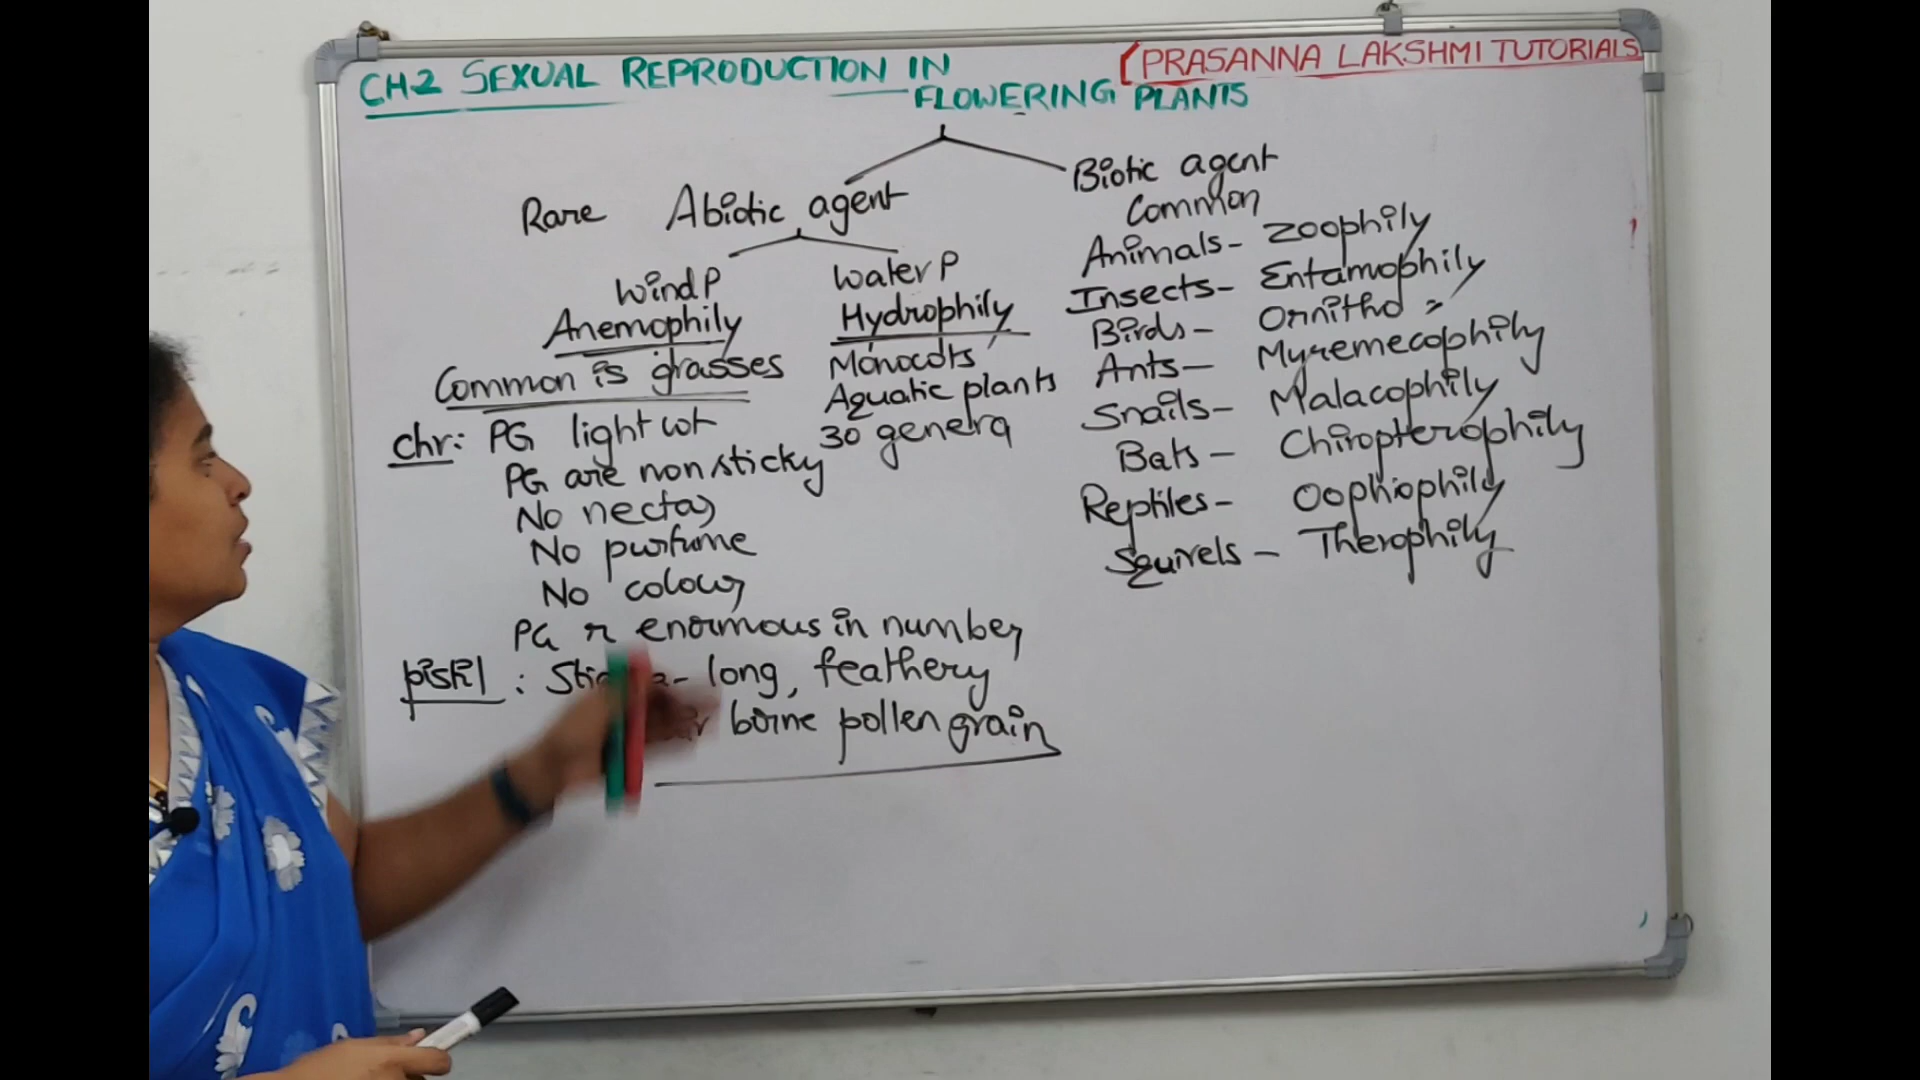 CH-2 SEXUAL REPRODUCTION IN
FLOWERING PLANTS
PRASANNA LAKSHMI TUTORIALS
Rare Abiotic agent
Wind P
Anemophily
Common is grasses
Chr: PG light wt
PG are non sticky
No nectar
No purfume
No colour
PG r enormous in number
pistil : long, feathery
borne pollen grain
Water P
Hydrophily
Monocots
Aquatic plants
30 genera
Biotic agent
Common
Animals - Zoophily
Insects - Entamophily
Birds - Ornitho "
Ants - Myremecophily
Snails - Malacophily
Bats - Chiropterophily
Reptiles - Oophiophily
Squirels - Therophily